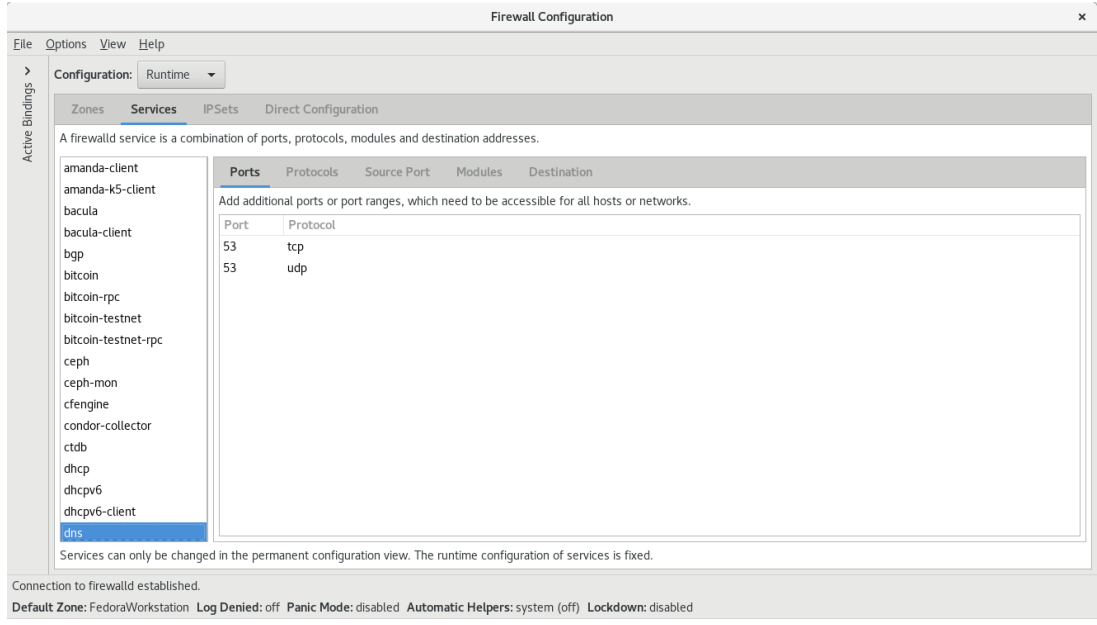 Firewall Configuration ×
File Options View Help
Active Bindings
Configuration: Runtime
Zones Services IPSets Direct Configuration
A firewalld service is a combination of ports, protocols, modules and destination addresses.
amanda-client
amanda-k5-client
bacula
bacula-client
bgp
bitcoin
bitcoin-rpc
bitcoin-testnet
bitcoin-testnet-rpc
ceph
ceph-mon
cfengine
condor-collector
ctdb
dhcp
dhcpv6
dhcpv6-client
dns
Ports Protocols Source Port Modules Destination
Add additional ports or port ranges, which need to be accessible for all hosts or networks.
Port Protocol
53 tcp
53 udp
Services can only be changed in the permanent configuration view. The runtime configuration of services is fixed.
Connection to firewalld established.
Default Zone: FedoraWorkstation Log Denied: off Panic Mode: disabled Automatic Helpers: system (off) Lockdown: disabled